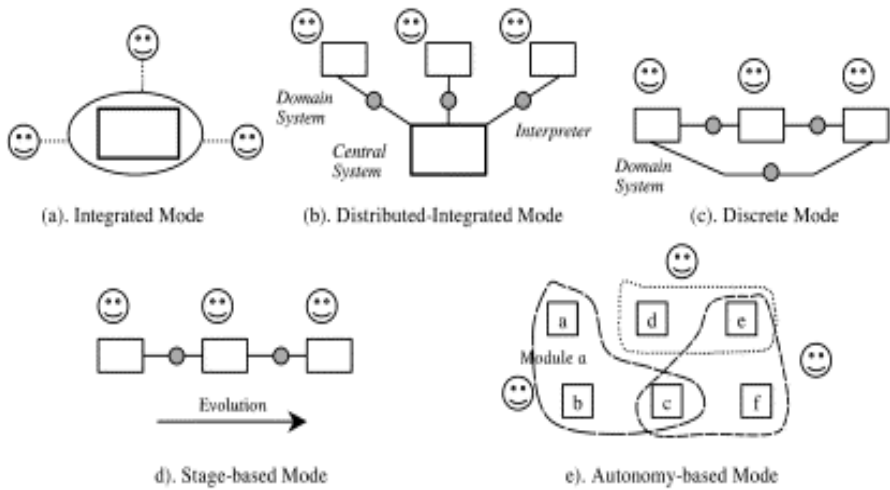 Domain
System
Central
System
Interpreter
(a). Integrated Mode
(b). Distributed-Integrated Mode
Domain
System
(c). Discrete Mode
Evolution
d). Stage-based Mode
a
d
e
Module a
b
c
f
e). Autonomy-based Mode